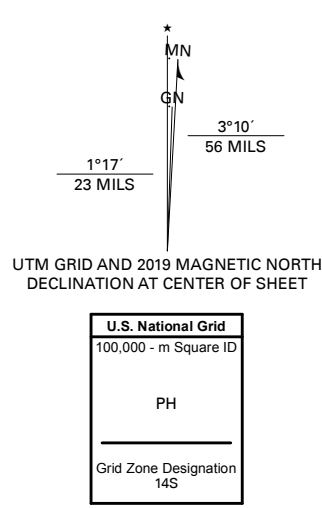 ★
MN
GN
3°10´
56 MILS
1°17´
23 MILS
UTM GRID AND 2019 MAGNETIC NORTH
DECLINATION AT CENTER OF SHEET
U.S. National Grid
100,000 - m Square ID
PH
Grid Zone Designation
14S